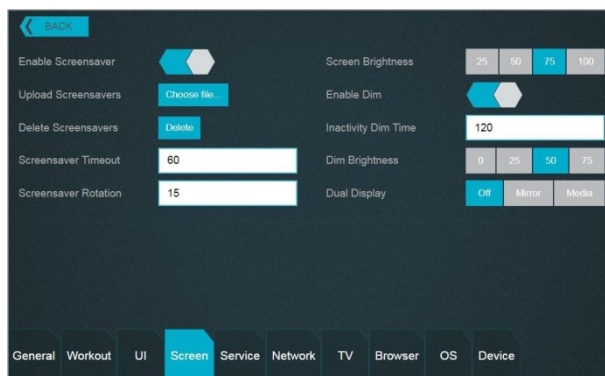 BACK
Enable Screensaver
Upload Screensavers Choose file...
Delete Screensavers Delete
Screensaver Timeout 60
Screensaver Rotation 15
Screen Brightness 25 50 75 100
Enable Dim
Inactivity Dim Time 120
Dim Brightness 0 25 50 75
Dual Display Off Mirror Media
General Workout UI Screen Service Network TV Browser OS Device